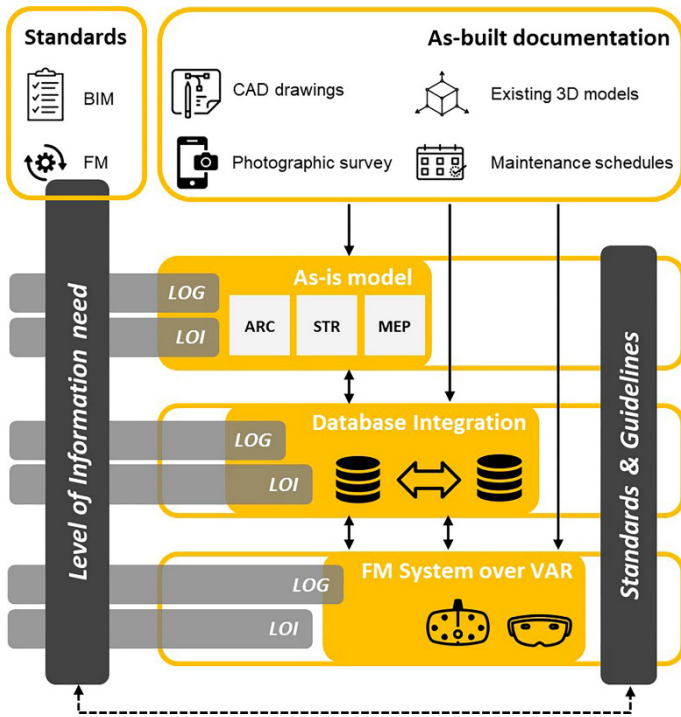 Standards
BIM
FM
As-built documentation
CAD drawings
Existing 3D models
Photographic survey
Maintenance schedules
Level of Information need
Standards & Guidelines
As-is model
LOG
LOI
ARC
STR
MEP
Database Integration
LOG
LOI
FM System over VAR
LOG
LOI